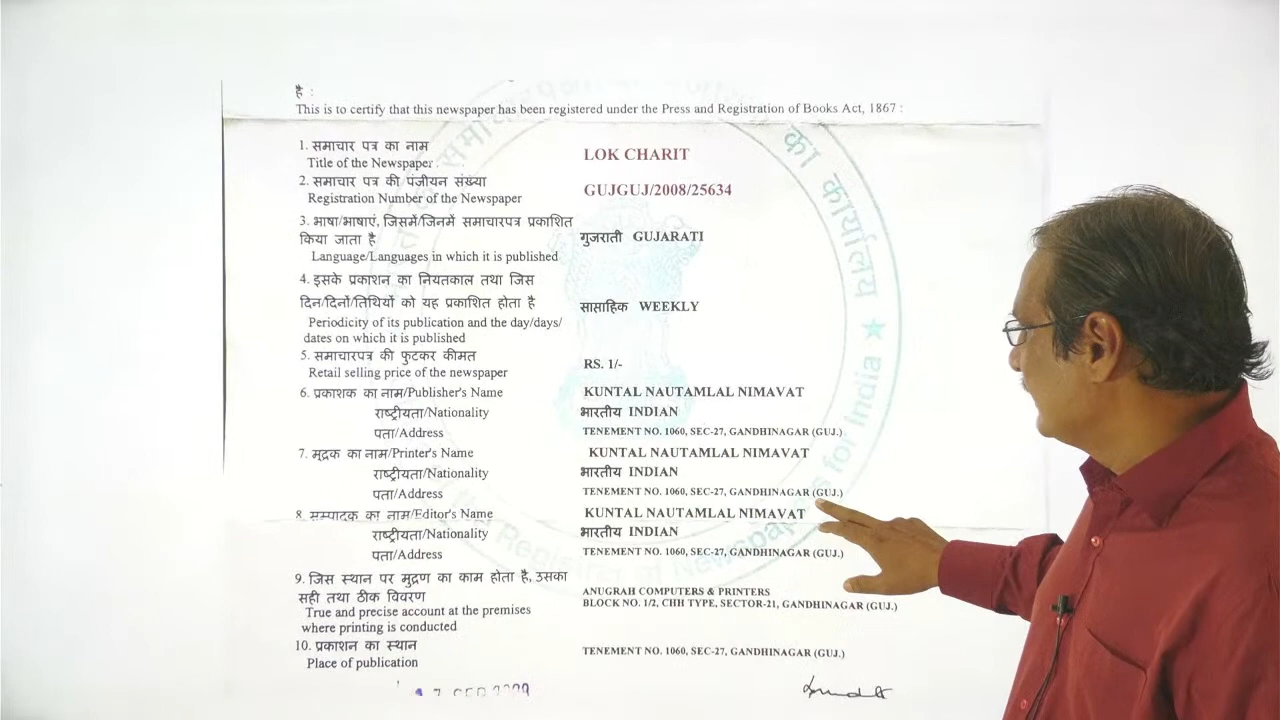 है :
This is to certify that this newspaper has been registered under the Press and Registration of Books Act, 1867 :
1. समाचार पत्र का नाम
Title of the Newspaper
LOK CHARIT
2. समाचार पत्र की पंजीयन संख्या
Registration Number of the Newspaper
GUJGUJ/2008/25634
3. भाषा/भाषाएं, जिसमें/जिनमें समाचारपत्र प्रकाशित
किया जाता है
Language/Languages in which it is published
गुजराती GUJARATI
4. इसके प्रकाशन का नियतकाल तथा जिस
दिन/दिनों/तिथियों को यह प्रकाशित होता है
Periodicity of its publication and the day/days/
dates on which it is published
साप्ताहिक WEEKLY
5. समाचारपत्र की फुटकर कीमत
Retail selling price of the newspaper
RS. 1/-
6. प्रकाशक का नाम/Publisher's Name KUNTAL NAUTAMLAL NIMAVAT
राष्ट्रीयता/Nationality भारतीय INDIAN
पता/Address TENEMENT NO. 1060, SEC-27, GANDHINAGAR (GUJ.)
7. मुद्रक का नाम/Printer's Name KUNTAL NAUTAMLAL NIMAVAT
राष्ट्रीयता/Nationality भारतीय INDIAN
पता/Address TENEMENT NO. 1060, SEC-27, GANDHINAGAR (GUJ.)
8. सम्पादक का नाम/Editor's Name KUNTAL NAUTAMLAL NIMAVAT
राष्ट्रीयता/Nationality भारतीय INDIAN
पता/Address TENEMENT NO. 1060, SEC-27, GANDHINAGAR (GUJ.)
9. जिस स्थान पर मुद्रण का काम होता है, उसका
सही तथा ठीक विवरण
True and precise account at the premises
where printing is conducted
ANUGRAH COMPUTERS & PRINTERS
BLOCK NO. 1/2, CHH TYPE, SECTOR-21, GANDHINAGAR (GUJ.)
10. प्रकाशन का स्थान
Place of publication
TENEMENT NO. 1060, SEC-27, GANDHINAGAR (GUJ.)
का कार्यालय ★
for India